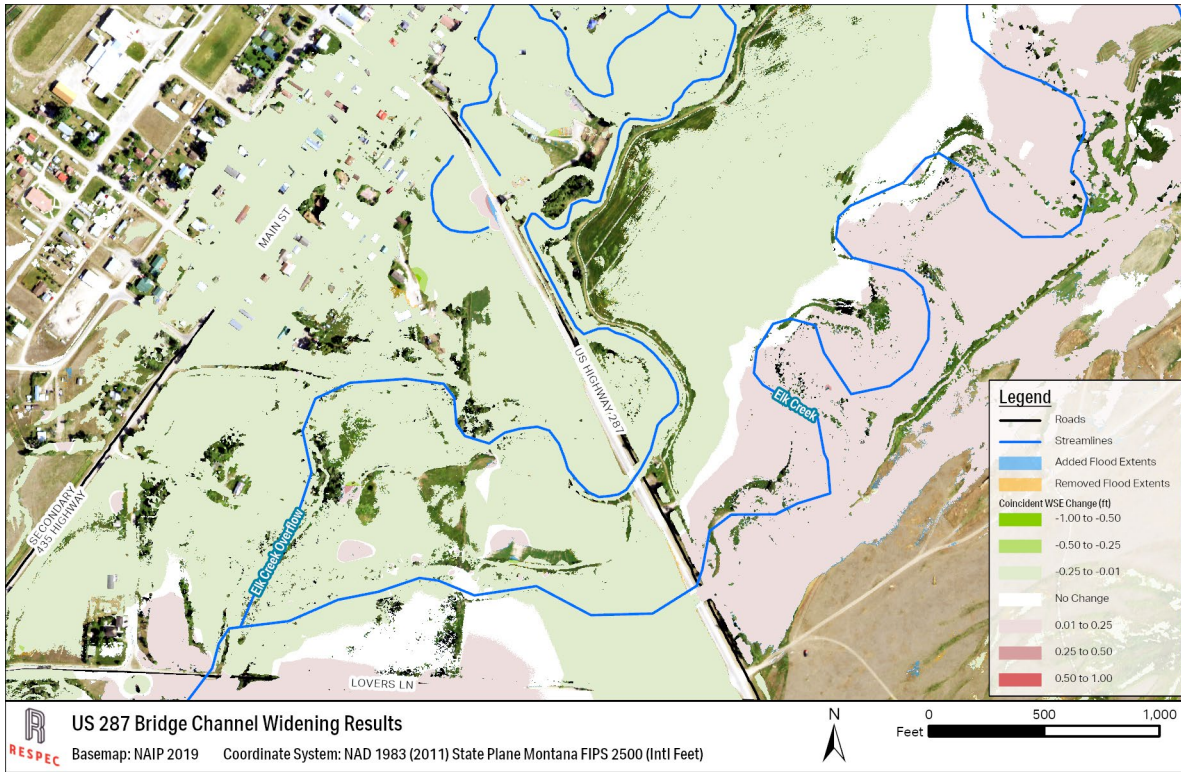 MAIN ST
US HIGHWAY 287
Elk Creek
SECONDARY
435 HIGHWAY
Elk Creek Overflow
LOVERS LN
Legend
Roads
Streamlines
Added Flood Extents
Removed Flood Extents
Coincident WSE Change (ft)
-1.00 to -0.50
-0.50 to -0.25
-0.25 to -0.01
No Change
0.01 to 0.25
0.25 to 0.50
0.50 to 1.00
RESPEC
US 287 Bridge Channel Widening Results
Basemap: NAIP 2019 Coordinate System: NAD 1983 (2011) State Plane Montana FIPS 2500 (Intl Feet)
N
0 500 1,000
Feet